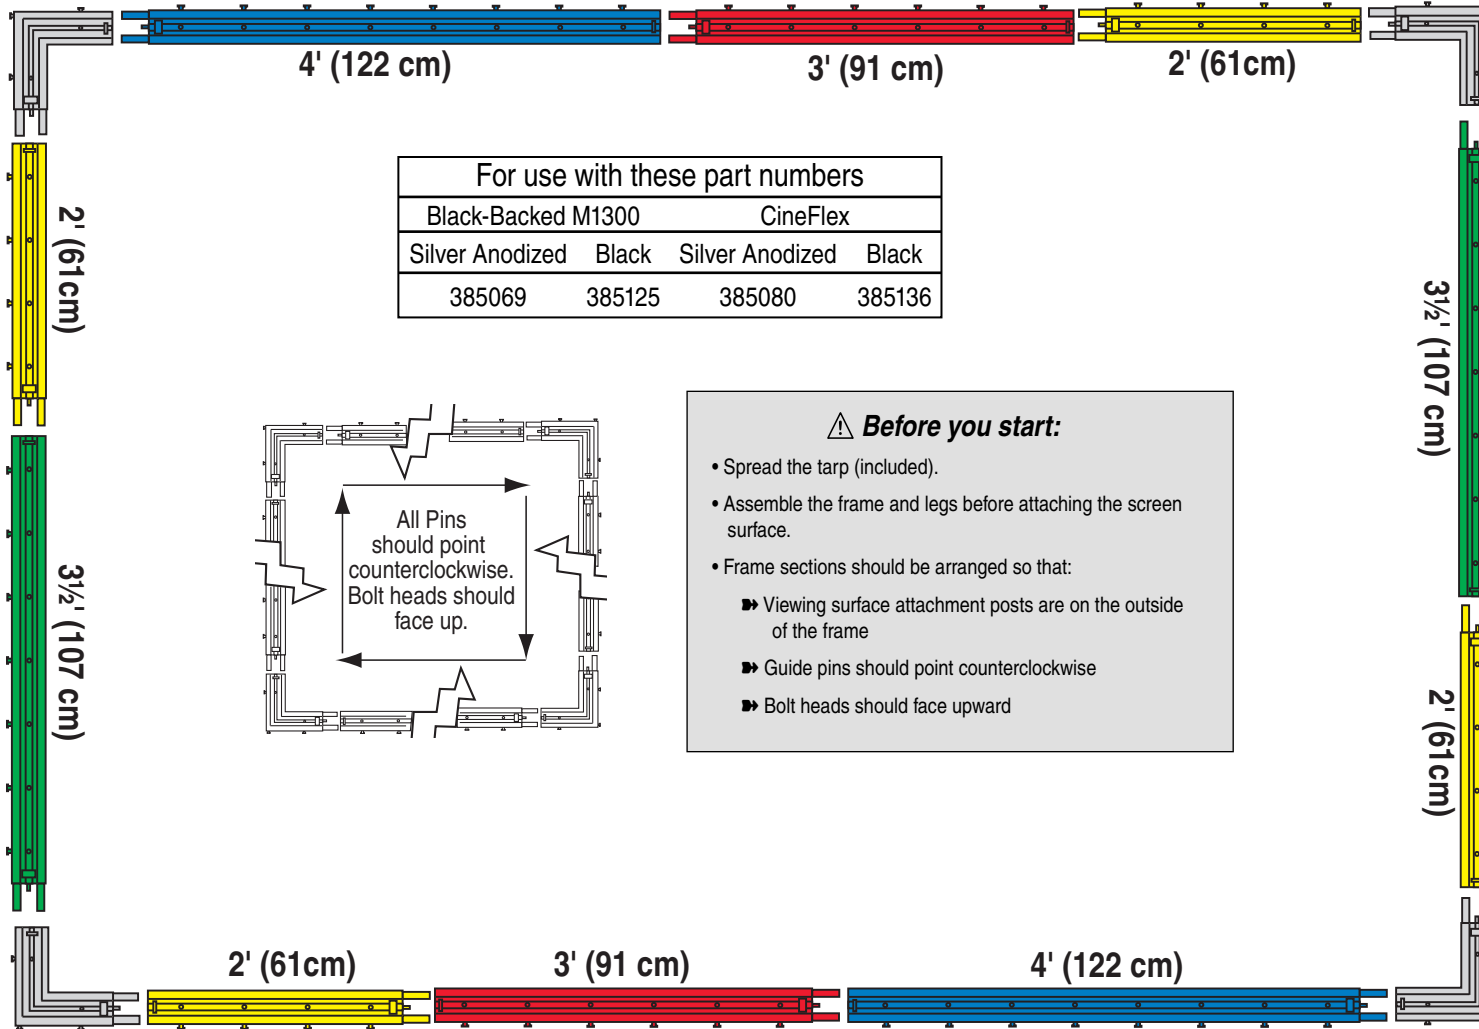 4' (122 cm)
3' (91 cm)
2' (61cm)
For use with these part numbers
Black-Backed M1300 CineFlex
Silver Anodized Black Silver Anodized Black
385069 385125 385080 385136
2' (61cm)
3½' (107 cm)
3½' (107 cm)
2' (61cm)
All Pins
should point
counterclockwise.
Bolt heads should
face up.
⚠ Before you start:
• Spread the tarp (included).
• Assemble the frame and legs before attaching the screen
surface.
• Frame sections should be arranged so that:
➽ Viewing surface attachment posts are on the outside
of the frame
➽ Guide pins should point counterclockwise
➽ Bolt heads should face upward
2' (61cm)
3' (91 cm)
4' (122 cm)